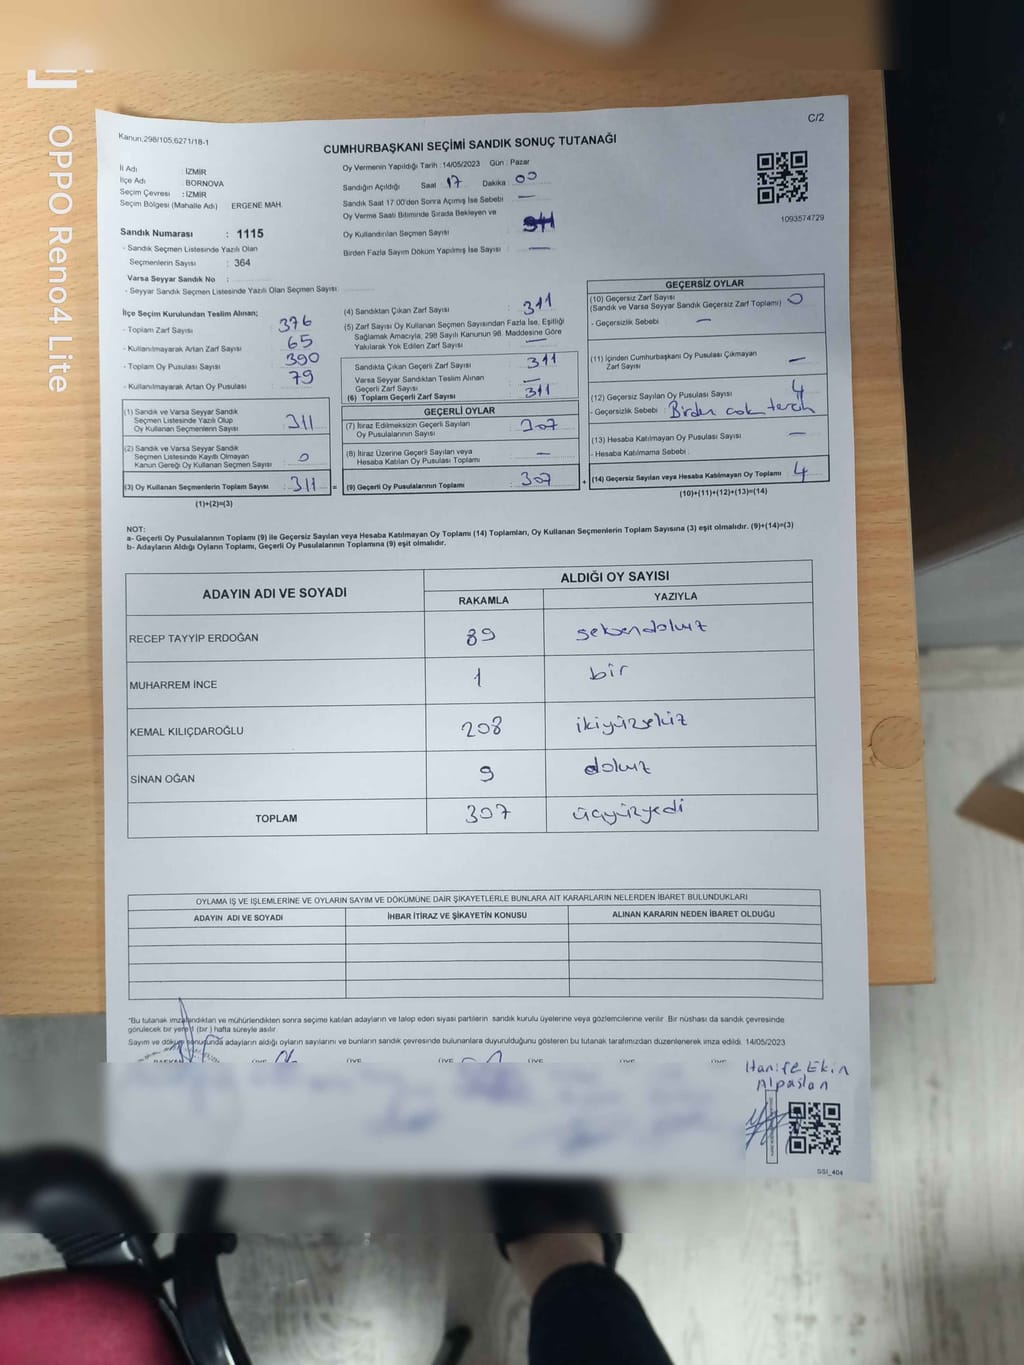 OPPO Reno4 Lite
C/2
Kanun.298/105,6271/18-1
CUMHURBAŞKANI SEÇİMİ SANDIK SONUÇ TUTANAĞI
İl Adı : İZMİR
İlçe Adı : BORNOVA
Seçim Çevresi : İZMİR
Seçim Bölgesi (Mahalle Adı) ERGENE MAH.
Oy Vermenin Yapıldığı Tarih :14/05/2023 Gün : Pazar
Sandığın Açıldığı Saat 17 Dakika 00
Sandık Saat 17:00'den Sonra Açımış İse Sebebi —
Oy Verme Saati Bitiminde Sırada Bekleyen ve
Oy Kullandırılan Seçmen Sayısı
Birden Fazla Sayım Döküm Yapılmış İse Sayısı —
1093574729
Sandık Numarası : 1115
- Sandık Seçmen Listesinde Yazılı Olan
Seçmenlerin Sayısı : 364
Varsa Seyyar Sandık No :
- Seyyar Sandık Seçmen Listesinde Yazılı Olan Seçmen Sayısı:
İlçe Seçim Kurulundan Teslim Alınan;
- Toplam Zarf Sayısı : 376
- Kullanılmayarak Artan Zarf Sayısı : 65
- Toplam Oy Pusulası Sayısı : 390
- Kullanılmayarak Artan Oy Pusulası : 79
(1) Sandık ve Varsa Seyyar Sandık
Seçmen Listesinde Yazılı Olup
Oy Kullanan Seçmenlerin Sayısı : 311
(2) Sandık ve Varsa Seyyar Sandık
Seçmen Listesinde Kayıtlı Olmayan
Kanun Gereği Oy Kullanan Seçmen Sayısı : 0
(3) Oy Kullanan Seçmenlerin Toplam Sayısı : 311 =
(1)+(2)=(3)
(4) Sandıktan Çıkan Zarf Sayısı : 311
(5) Zarf Sayısı Oy Kullanan Seçmen Sayısından Fazla İse, Eşitliği
Sağlamak Amacıyla, 298 Sayılı Kanunun 98. Maddesine Göre
Yakılarak Yok Edilen Zarf Sayısı : —
Sandıkta Çıkan Geçerli Zarf Sayısı : 311
Varsa Seyyar Sandıktan Teslim Alınan
Geçerli Zarf Sayısı : —
(6) Toplam Geçerli Zarf Sayısı : 311
GEÇERLİ OYLAR
(7) İtiraz Edilmeksizin Geçerli Sayılan
Oy Pusulalarının Sayısı : 307
(8) İtiraz Üzerine Geçerli Sayılan veya
Hesaba Katılan Oy Pusulası Toplamı : —
(9) Geçerli Oy Pusulalarının Toplamı : 307 +
GEÇERSİZ OYLAR
(10) Geçersiz Zarf Sayısı
(Sandık ve Varsa Seyyar Sandık Geçersiz Zarf Toplamı) : 0
- Geçersizlik Sebebi : —
(11) İçinden Cumhurbaşkanı Oy Pusulası Çıkmayan
Zarf Sayısı : —
(12) Geçersiz Sayılan Oy Pusulası Sayısı : 4
- Geçersizlik Sebebi : Birden çok tercih
(13) Hesaba Katılmayan Oy Pusulası Sayısı : —
- Hesaba Katılmama Sebebi :
(14) Geçersiz Sayılan veya Hesaba Katılmayan Oy Toplamı : 4
(10)+(11)+(12)+(13)=(14)
NOT:
a- Geçerli Oy Pusulalarının Toplamı (9) ile Geçersiz Sayılan veya Hesaba Katılmayan Oy Toplamı (14) Toplamları, Oy Kullanan Seçmenlerin Toplam Sayısına (3) eşit olmalıdır. (9)+(14)=(3)
b- Adayların Aldığı Oyların Toplamı, Geçerli Oy Pusulalarının Toplamına (9) eşit olmalıdır.
ADAYIN ADI VE SOYADI
ALDIĞI OY SAYISI
RAKAMLA YAZIYLA
RECEP TAYYİP ERDOĞAN 89 seksendokuz
MUHARREM İNCE 1 bir
KEMAL KILIÇDAROĞLU 208 ikiyüzsekiz
SİNAN OĞAN 9 dokuz
TOPLAM 307 üçyüzyedi
OYLAMA İŞ VE İŞLEMLERİNE VE OYLARIN SAYIM VE DÖKÜMÜNE DAİR ŞİKAYETLERLE BUNLARA AİT KARARLARIN NELERDEN İBARET BULUNDUKLARI
ADAYIN ADI VE SOYADI İHBAR İTİRAZ VE ŞİKAYETİN KONUSU ALINAN KARARIN NEDEN İBARET OLDUĞU
*Bu tutanak imzalandıktan ve mühürlendikten sonra seçime katılan adayların ve talep eden siyasi partilerin sandık kurulu üyelerine veya gözlemcilerine verilir. Bir nüshası da sandık çevresinde
görülecek bir yere 1 (bir) hafta süreyle asılır.
Sayım ve döküm sonunda adayların aldığı oyların sayılarını ve bunların sandık çevresinde bulunanlara duyurulduğunu gösteren bu tutanak tarafımızdan düzenlenerek imza edildi. 14/05/2023
Hanife Ekin
Alpaslan
SSI_404